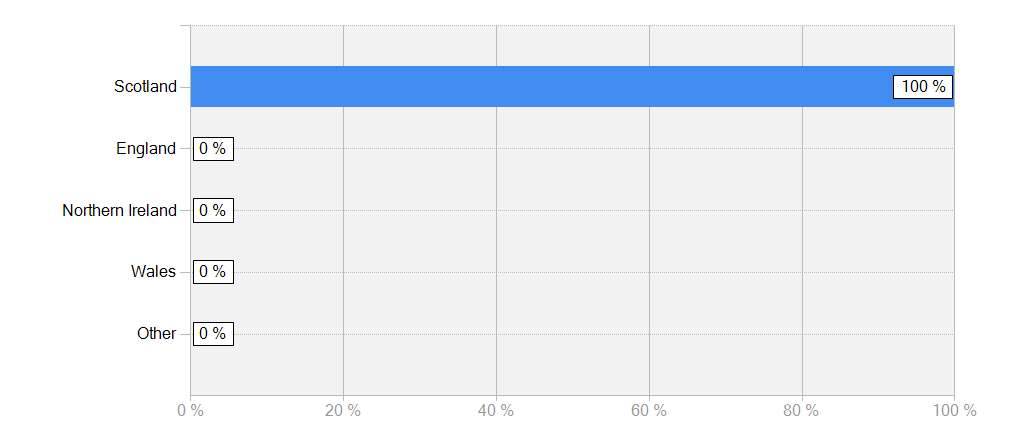 Scotland 100 %
England 0 %
Northern Ireland 0 %
Wales 0 %
Other 0 %
0 % 20 % 40 % 60 % 80 % 100 %